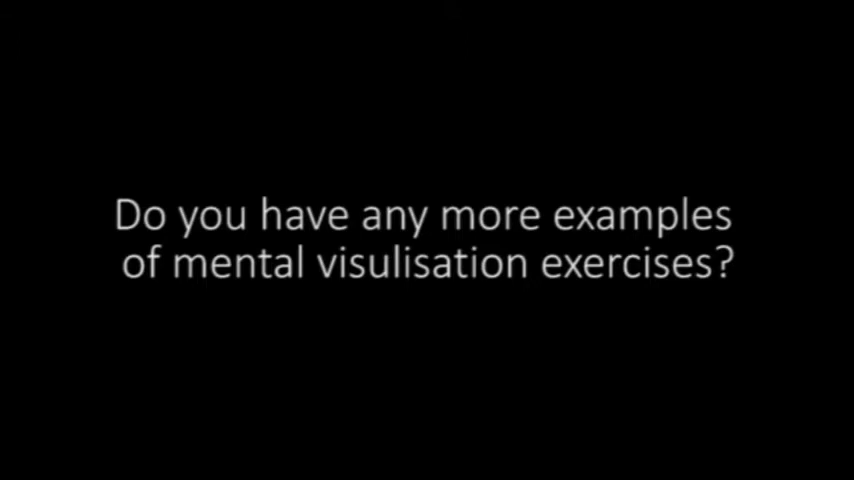 Do you have any more examples
of mental visulisation exercises?